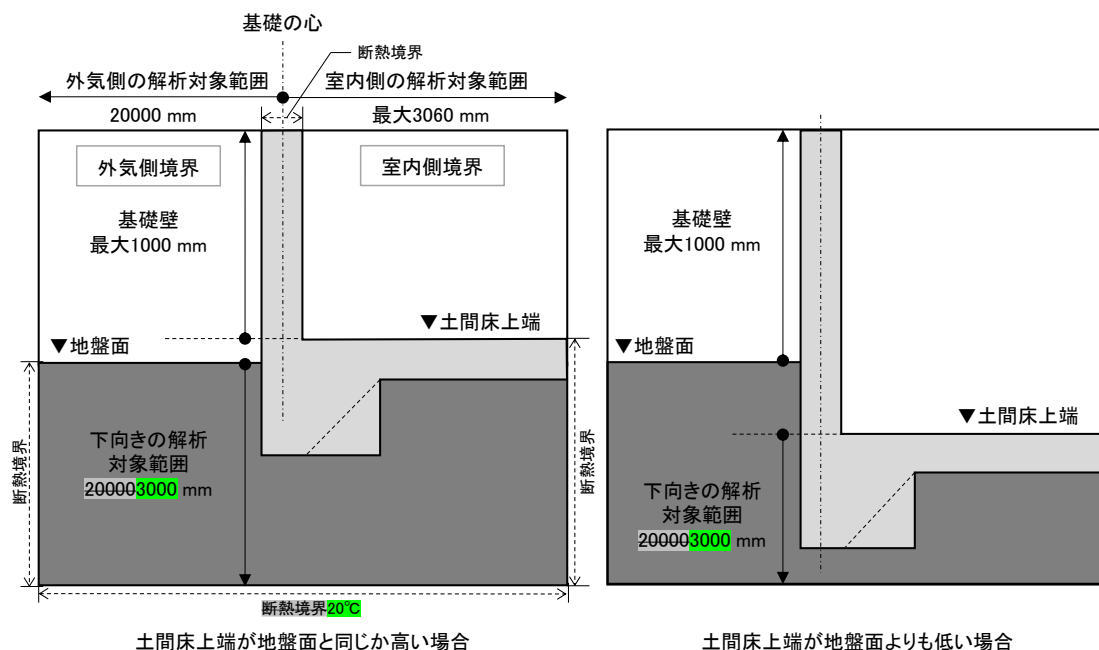 基礎の心
断熱境界
外気側の解析対象範囲
室内側の解析対象範囲
20000 mm
最大3060 mm
外気側境界
室内側境界
基礎壁
最大1000 mm
▼土間床上端
▼地盤面
下向きの解析
対象範囲
200003000 mm
断熱境界
断熱境界
断熱境界20℃
土間床上端が地盤面と同じか高い場合
基礎壁
最大1000 mm
▼地盤面
▼土間床上端
下向きの解析
対象範囲
200003000 mm
土間床上端が地盤面よりも低い場合